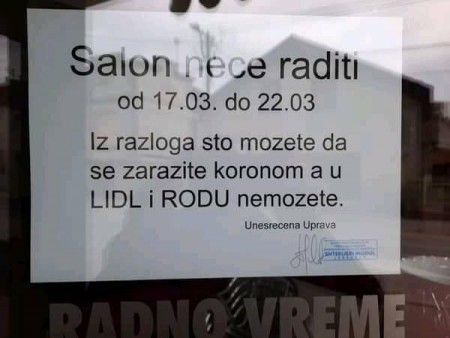 Salon nece raditi
od 17.03. do 22.03
Iz razloga sto mozete da
se zarazite koronom a u
LIDL i RODU nemozete.
Unesrecena Uprava
RADNO VREME